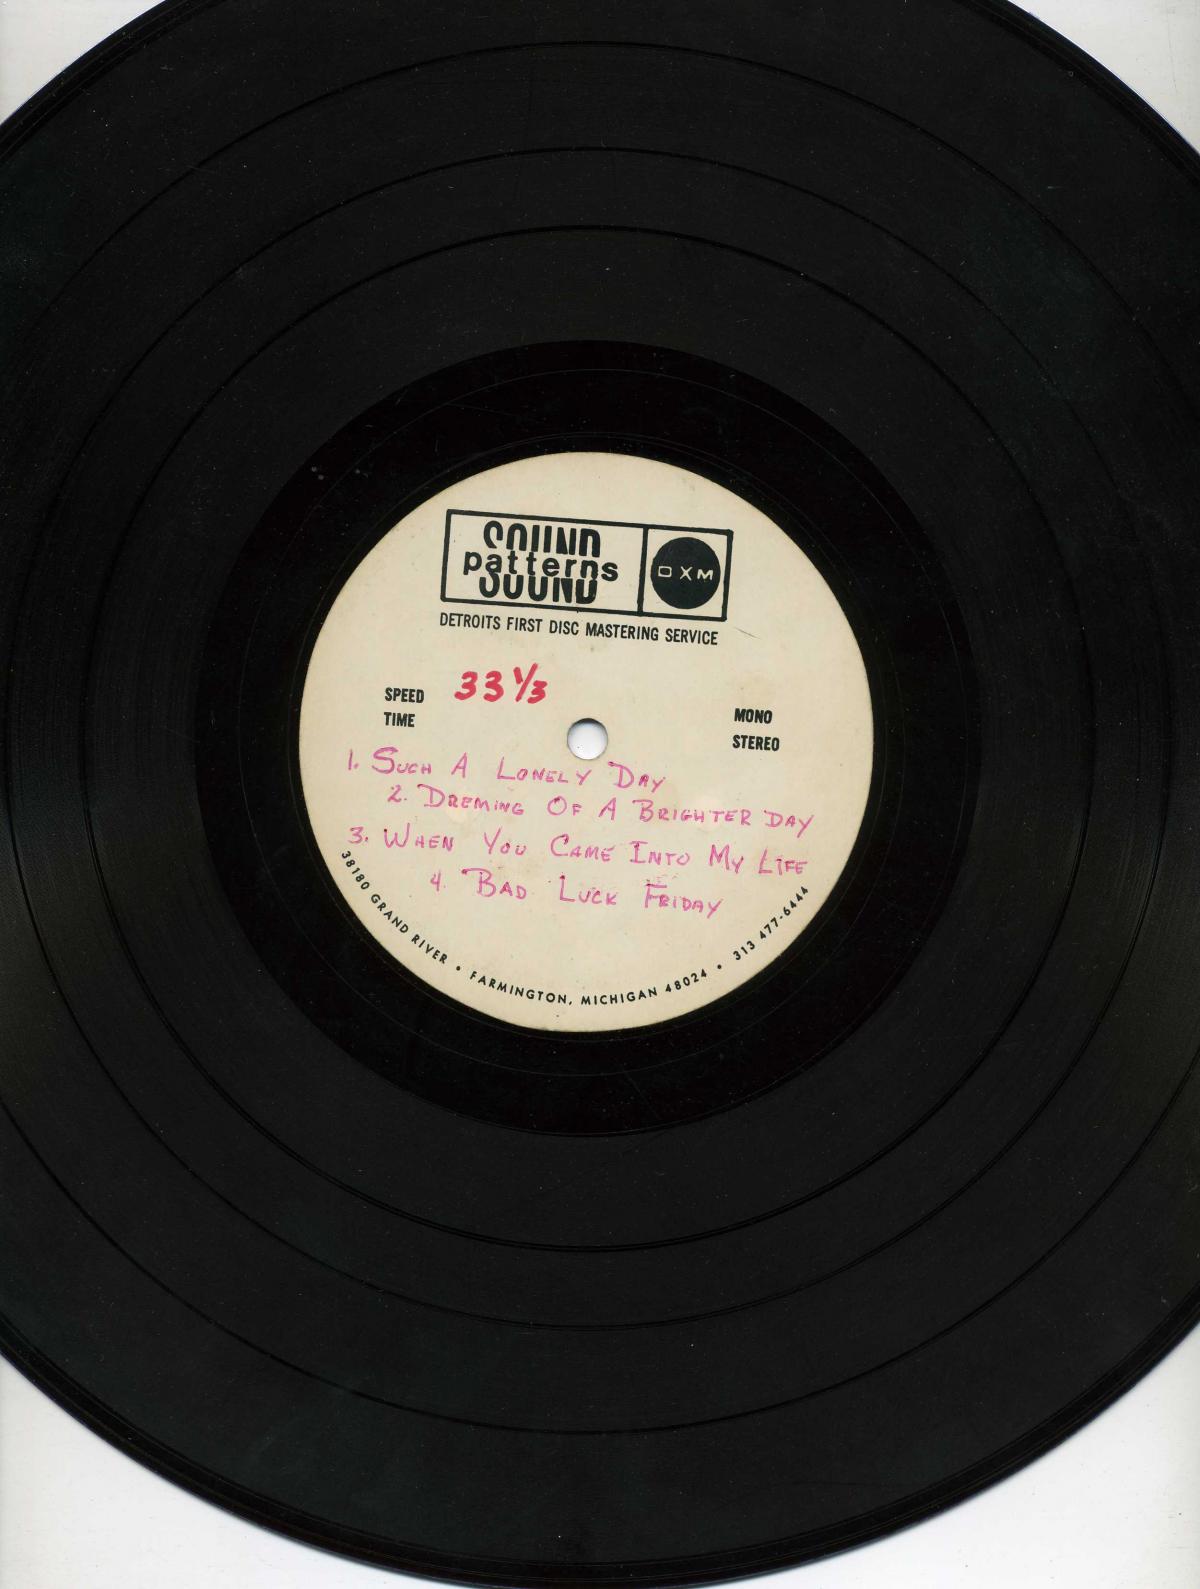 SOUND
patterns
SOUND
DXM
DETROITS FIRST DISC MASTERING SERVICE
SPEED 33 1/3
TIME
MONO
STEREO
1. SUCH A LONELY DAY
2. DREMING OF A BRIGHTER DAY
3. WHEN YOU CAME INTO MY LIFE
4. BAD LUCK FRIDAY
38180 GRAND RIVER • FARMINGTON, MICHIGAN 48024 • 313 477-6444